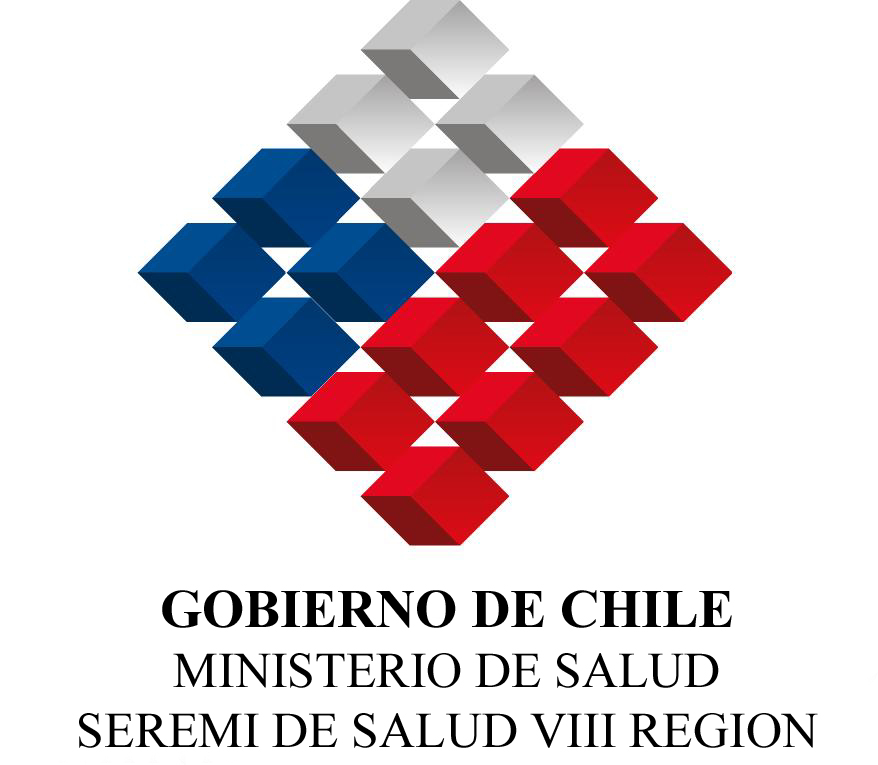 GOBIERNO DE CHILE
MINISTERIO DE SALUD
SEREMI DE SALUD VIII REGION